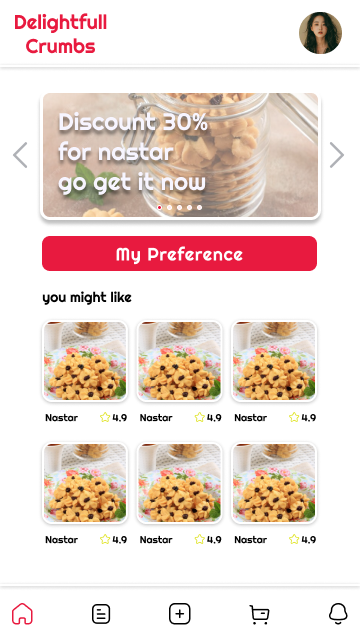 Delightfull
Crumbs
Discount 30%
for nastar
go get it now
My Preference
you might like
Nastar 4.9 Nastar 4.9 Nastar 4.9
Nastar 4.9 Nastar 4.9 Nastar 4.9